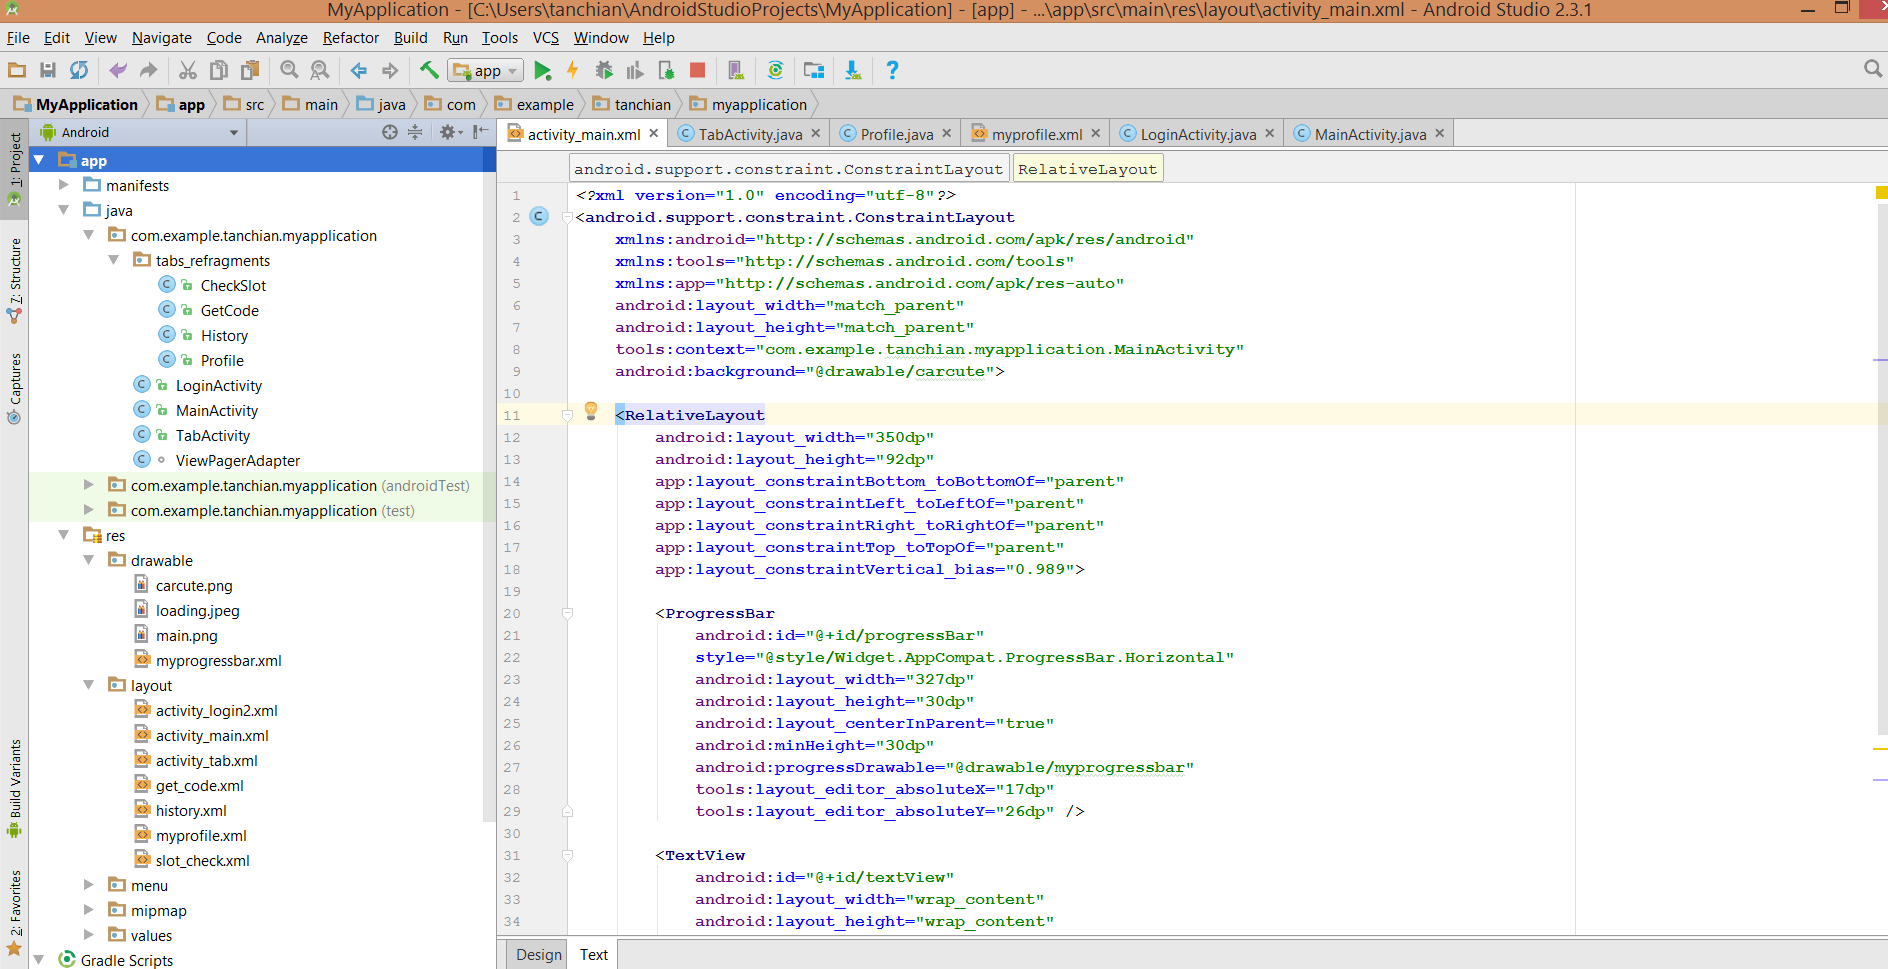 MyApplication - [C:\Users\tanchian\AndroidStudioProjects\MyApplication] - [app] - ...\app\src\main\res\layout\activity_main.xml - Android Studio 2.3.1
File Edit View Navigate Code Analyze Refactor Build Run Tools VCS Window Help
app
MyApplication app src main java com example tanchian myapplication
1: Project
7: Structure
Captures
Build Variants
2: Favorites
Android
app
manifests
java
com.example.tanchian.myapplication
tabs_refragments
CheckSlot
GetCode
History
Profile
LoginActivity
MainActivity
TabActivity
ViewPagerAdapter
com.example.tanchian.myapplication (androidTest)
com.example.tanchian.myapplication (test)
res
drawable
carcute.png
loading.jpeg
main.png
myprogressbar.xml
layout
activity_login2.xml
activity_main.xml
activity_tab.xml
get_code.xml
history.xml
myprofile.xml
slot_check.xml
menu
mipmap
values
Gradle Scripts
activity_main.xml TabActivity.java Profile.java myprofile.xml LoginActivity.java MainActivity.java
android.support.constraint.ConstraintLayout RelativeLayout
1 <?xml version="1.0" encoding="utf-8"?>
2 <android.support.constraint.ConstraintLayout
3 xmlns:android="http://schemas.android.com/apk/res/android"
4 xmlns:tools="http://schemas.android.com/tools"
5 xmlns:app="http://schemas.android.com/apk/res-auto"
6 android:layout_width="match_parent"
7 android:layout_height="match_parent"
8 tools:context="com.example.tanchian.myapplication.MainActivity"
9 android:background="@drawable/carcute">
10
11 <RelativeLayout
12 android:layout_width="350dp"
13 android:layout_height="92dp"
14 app:layout_constraintBottom_toBottomOf="parent"
15 app:layout_constraintLeft_toLeftOf="parent"
16 app:layout_constraintRight_toRightOf="parent"
17 app:layout_constraintTop_toTopOf="parent"
18 app:layout_constraintVertical_bias="0.989">
19
20 <ProgressBar
21 android:id="@+id/progressBar"
22 style="@style/Widget.AppCompat.ProgressBar.Horizontal"
23 android:layout_width="327dp"
24 android:layout_height="30dp"
25 android:layout_centerInParent="true"
26 android:minHeight="30dp"
27 android:progressDrawable="@drawable/myprogressbar"
28 tools:layout_editor_absoluteX="17dp"
29 tools:layout_editor_absoluteY="26dp" />
30
31 <TextView
32 android:id="@+id/textView"
33 android:layout_width="wrap_content"
34 android:layout_height="wrap_content"
Design Text